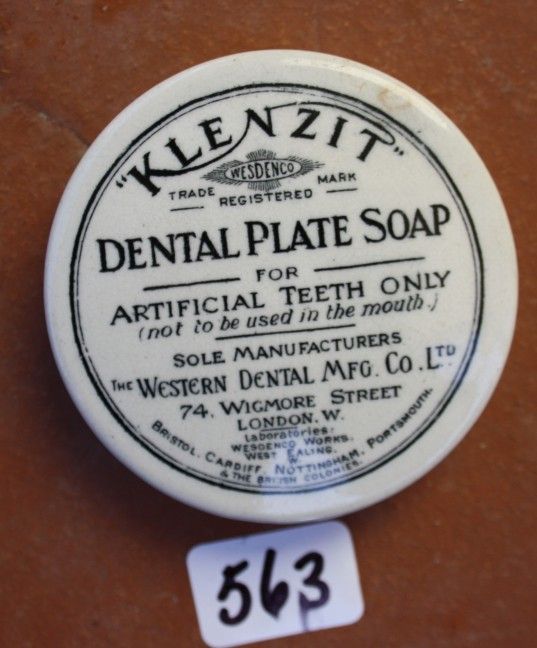 "KLENZIT"
WESDENCO
TRADE MARK
REGISTERED
DENTAL PLATE SOAP
FOR
ARTIFICIAL TEETH ONLY
(not to be used in the mouth.)
SOLE MANUFACTURERS
THE WESTERN DENTAL MFG. CO. LTD
74, WIGMORE STREET
LONDON. W.
Laboratories:
WESDENCO WORKS.
WEST EALING.
W.
BRISTOL. CARDIFF. NOTTINGHAM. PORTSMOUTH.
& THE BRITISH COLONIES.
563